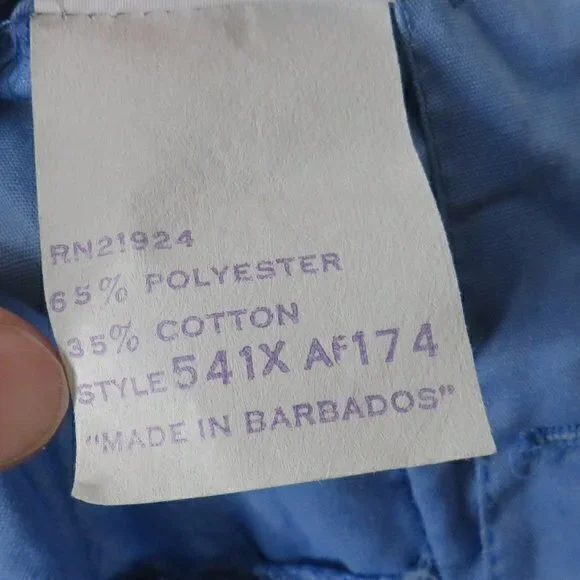 RN21924
65% POLYESTER
35% COTTON
STYLE 541X AF174
"MADE IN BARBADOS"